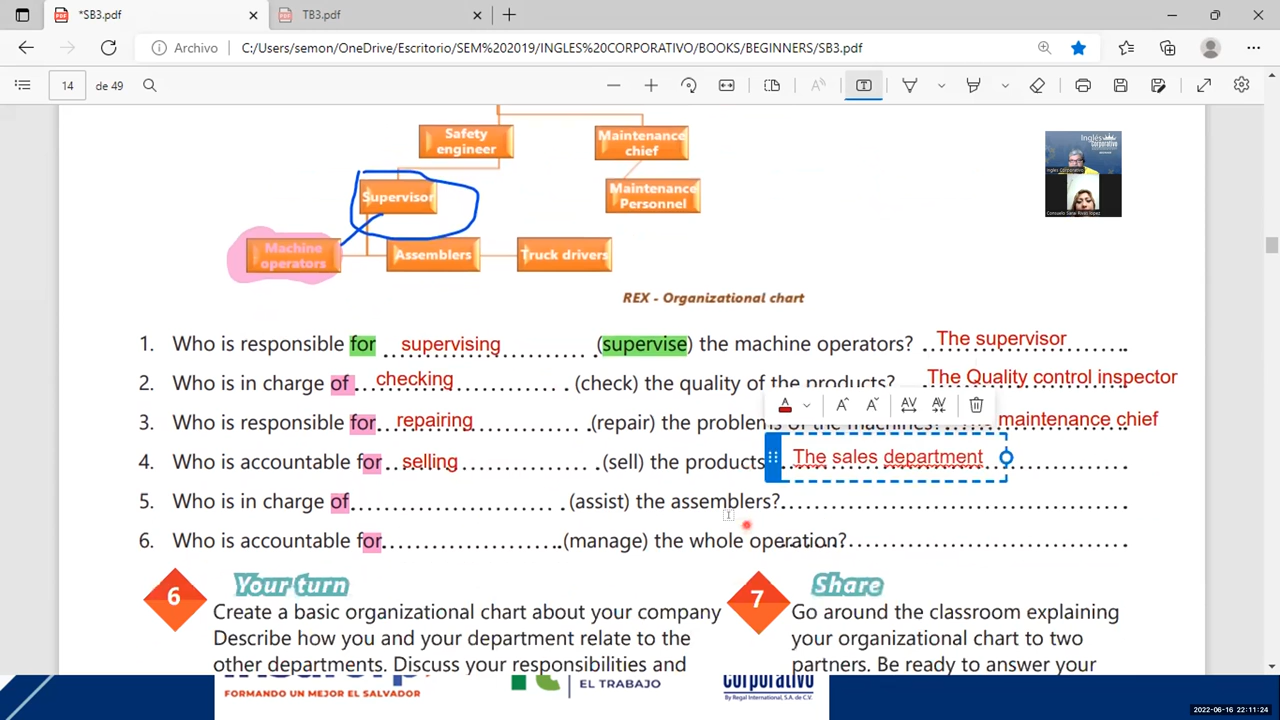 *SB3.pdf
TB3.pdf
Archivo
C:/Users/semon/OneDrive/Escritorio/SEM%202019/INGLES%20CORPORATIVO/BOOKS/BEGINNERS/SB3.pdf
14 de 49
Safety engineer
Maintenance chief
Supervisor
Maintenance Personnel
Machine operators
Assemblers
Truck drivers
REX - Organizational chart
1. Who is responsible for supervising (supervise) the machine operators? The supervisor
2. Who is in charge of checking (check) the quality of the products? The Quality control inspector
3. Who is responsible for repairing (repair) the problems of the machines? maintenance chief
4. Who is accountable for selling (sell) the products The sales department
5. Who is in charge of (assist) the assemblers?
6. Who is accountable for (manage) the whole operation?
6 Your turn
Create a basic organizational chart about your company
Describe how you and your department relate to the
other departments. Discuss your responsibilities and
7 Share
Go around the classroom explaining
your organizational chart to two
partners. Be ready to answer your
FORMANDO UN MEJOR EL SALVADOR
EL TRABAJO
corporativo
By Regal International, S.A. de C.V.
2022-06-16 22:11:24